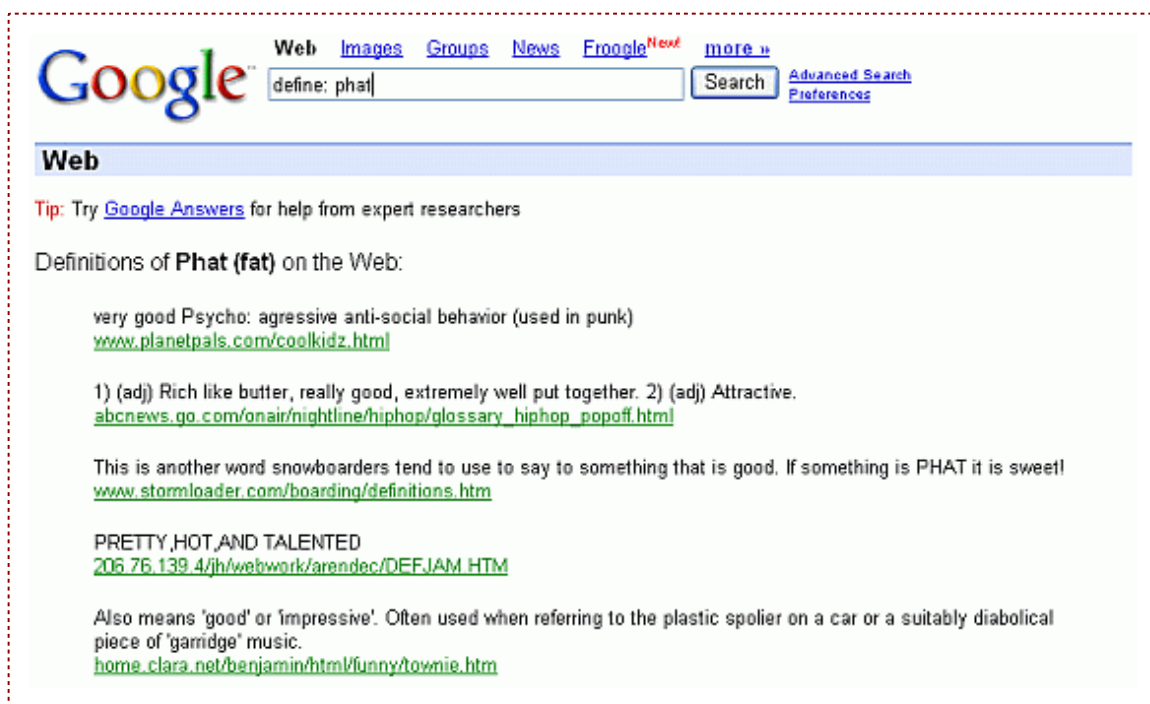 Google™ Web Images Groups News Froogle New! more »
define: phat Search Advanced Search
Preferences
Web
Tip: Try Google Answers for help from expert researchers
Definitions of Phat (fat) on the Web:
very good Psycho: agressive anti-social behavior (used in punk)
www.planetpals.com/coolkidz.html
1) (adj) Rich like butter, really good, extremely well put together. 2) (adj) Attractive.
abcnews.go.com/onair/nightline/hiphop/glossary_hiphop_popoff.html
This is another word snowboarders tend to use to say to something that is good. If something is PHAT it is sweet!
www.stormloader.com/boarding/definitions.htm
PRETTY,HOT,AND TALENTED
206.76.139.4/jh/webwork/arendec/DEFJAM.HTM
Also means 'good' or 'impressive'. Often used when referring to the plastic spolier on a car or a suitably diabolical
piece of 'garridge' music.
home.clara.net/benjamin/html/funny/townie.htm